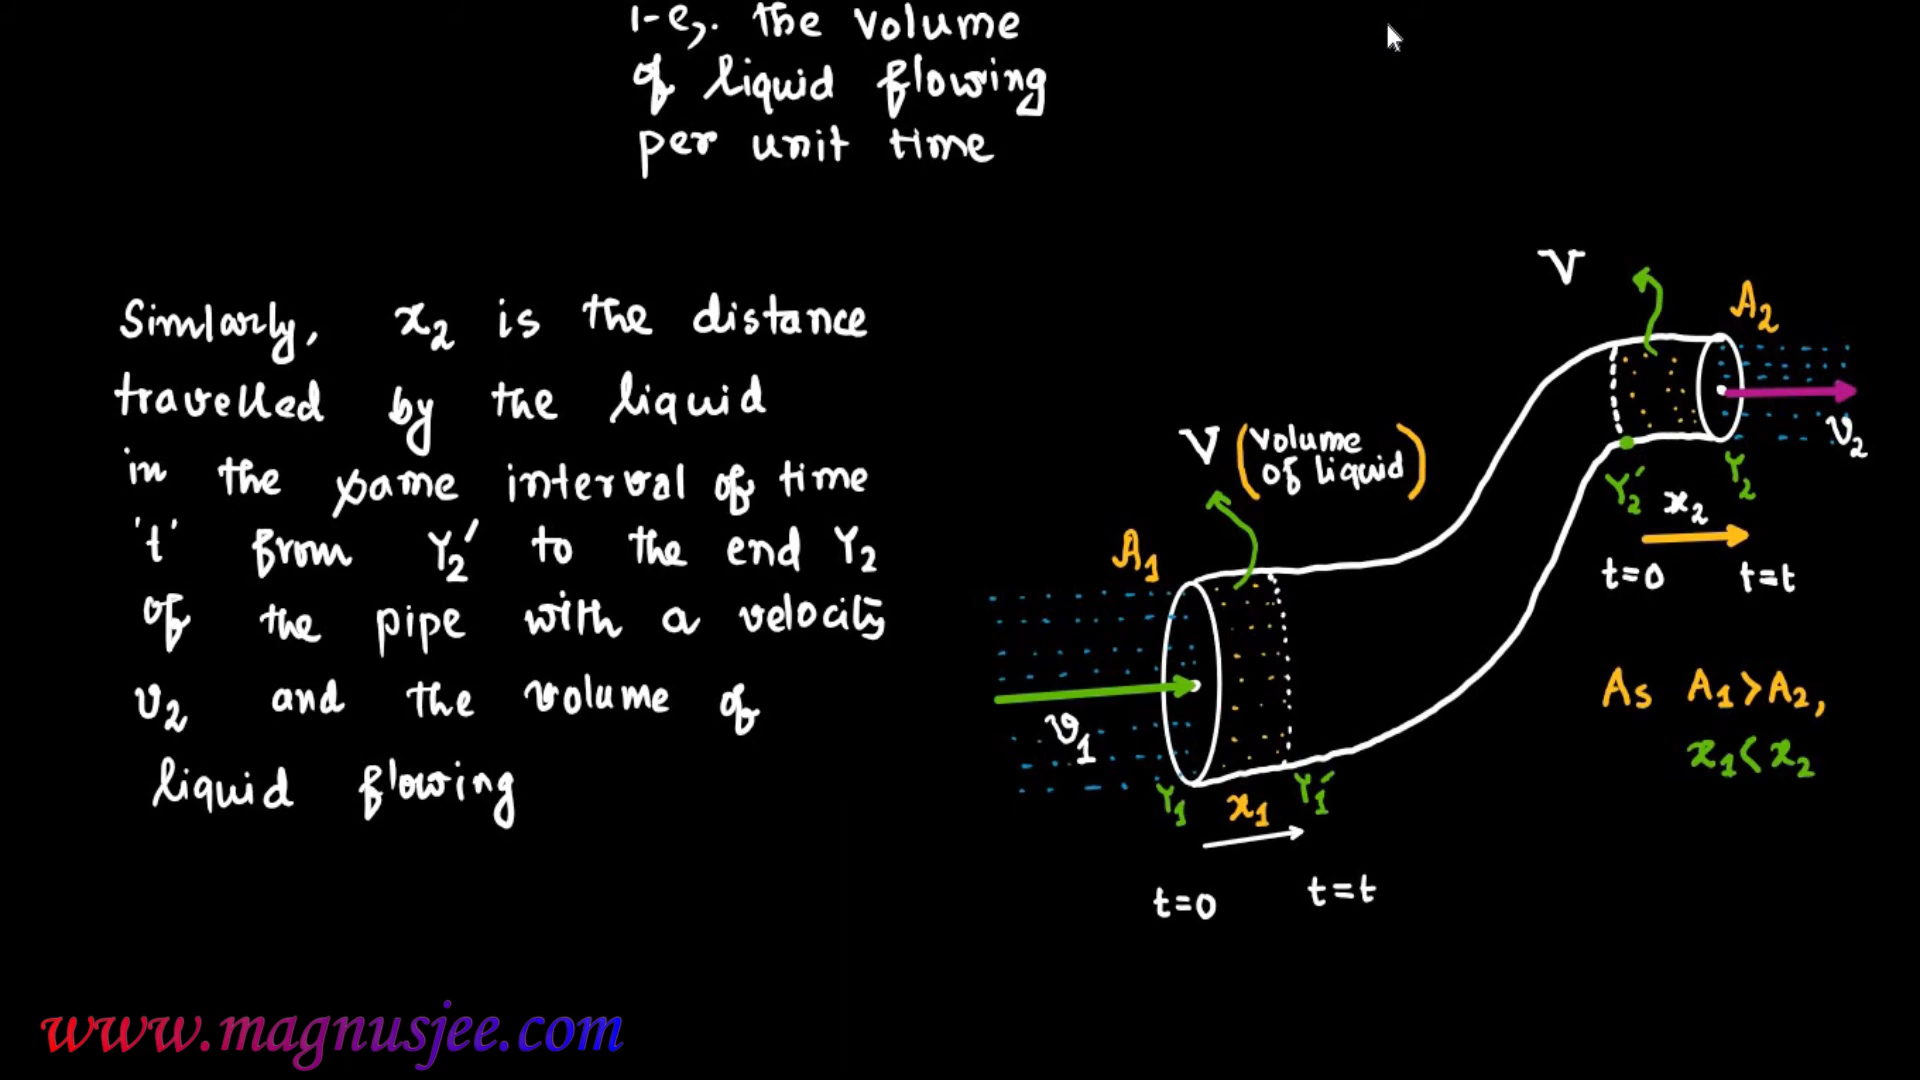 i-e,. the volume
of liquid flowing
per unit time
Simlarly, x₂ is the distance
travelled by the liquid
in the same interval of time
't' from Y₂′ to the end Y₂
of the pipe with a velocity
v₂ and the volume of
liquid flowing
V
A₂
v₂
V (volume of liquid)
Y₂′ Y₂
x₂
t=0 t=t
A₁
v₁
As A₁>A₂,
x₁<x₂
Y₁ x₁ Y₁′
t=0 t=t
www.magnusjee.com